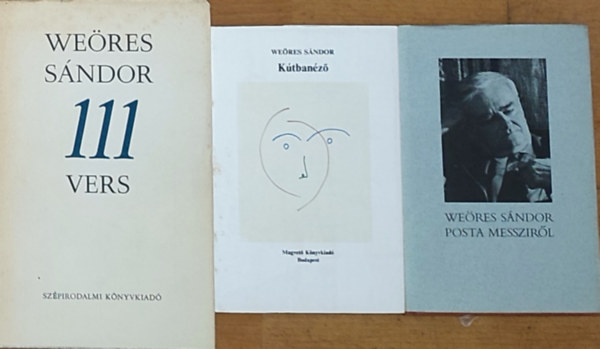 WEÖRES
SÁNDOR
111
VERS
SZÉPIRODALMI KÖNYVKIADÓ
WEÖRES SÁNDOR
Kútbanéző
Magvető Könyvkiadó
Budapest
WEÖRES SÁNDOR
POSTA MESSZIRŐL